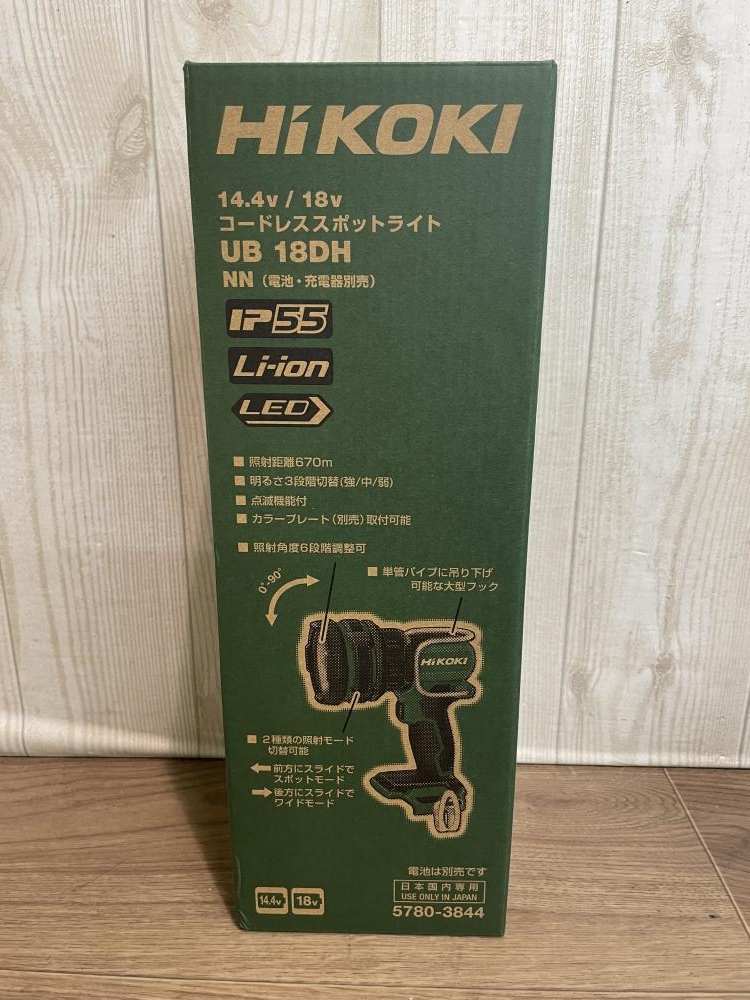 HiKOKI
14.4v / 18v
コードレススポットライト
UB 18DH
NN（電池・充電器別売）
IP55
Li-ion
LED
■ 照射距離670m
■ 明るさ3段階切替(強/中/弱)
■ 点滅機能付
■ カラープレート（別売）取付可能
■ 照射角度6段階調整可
0°-90°
■ 単管パイプに吊り下げ
可能な大型フック
HiKOKI
■ 2種類の照射モード
切替可能
前方にスライドで
スポットモード
後方にスライドで
ワイドモード
電池は別売です
14.4v 18v
日本国内専用
USE ONLY IN JAPAN
5780-3844